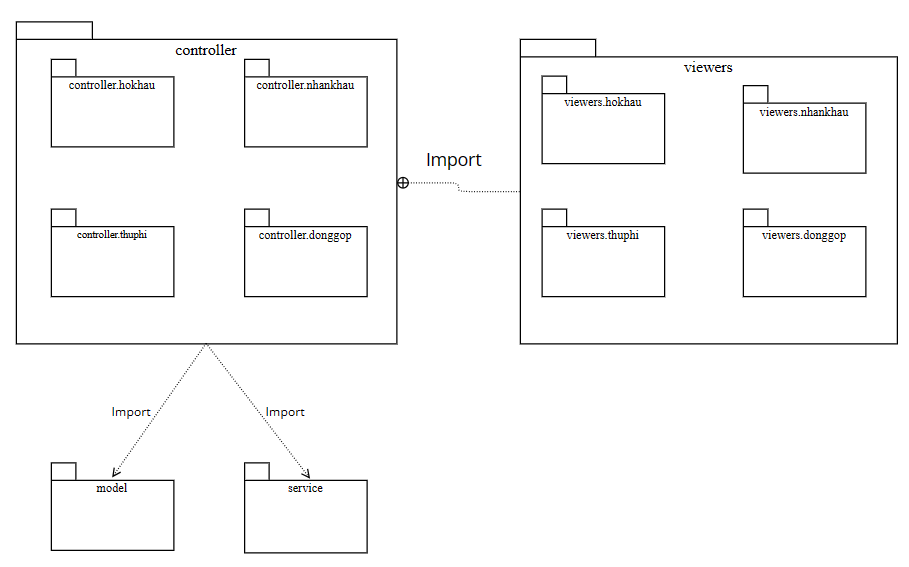 controller
controller.hokhau
controller.nhankhau
controller.thuphi
controller.donggop
Import
viewers
viewers.hokhau
viewers.nhankhau
viewers.thuphi
viewers.donggop
Import
Import
model
service